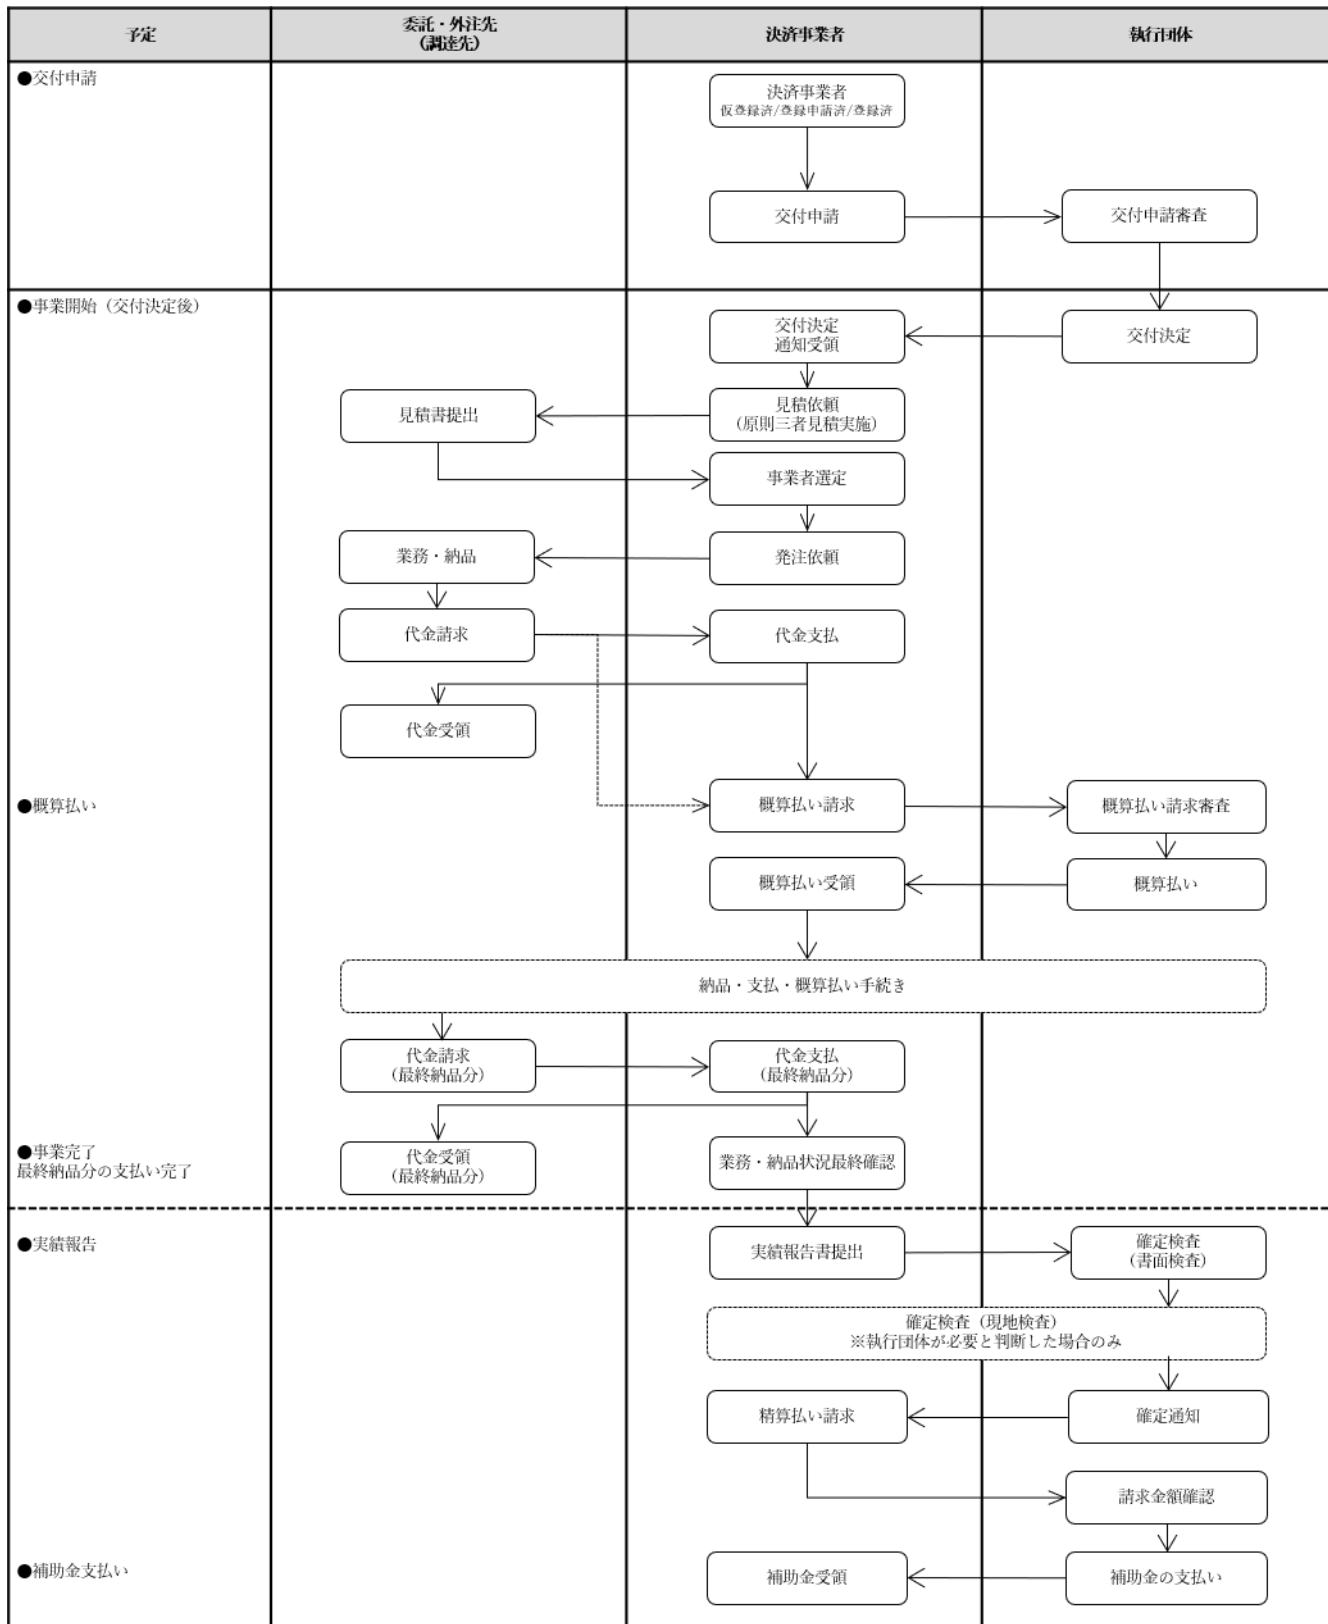 予定
委託・外注先
（調達先）
決済事業者
執行団体
●交付申請
決済事業者
仮登録済/登録申請済/登録済
交付申請
交付申請審査
●事業開始（交付決定後）
交付決定
通知受領
交付決定
見積書提出
見積依頼
（原則三者見積実施）
事業者選定
業務・納品
発注依頼
代金請求
代金支払
代金受領
●概算払い
概算払い請求
概算払い請求審査
概算払い受領
概算払い
納品・支払・概算払い手続き
代金請求
（最終納品分）
代金支払
（最終納品分）
●事業完了
最終納品分の支払い完了
代金受領
（最終納品分）
業務・納品状況最終確認
●実績報告
実績報告書提出
確定検査
（書面検査）
確定検査（現地検査）
※執行団体が必要と判断した場合のみ
精算払い請求
確定通知
請求金額確認
●補助金支払い
補助金受領
補助金の支払い